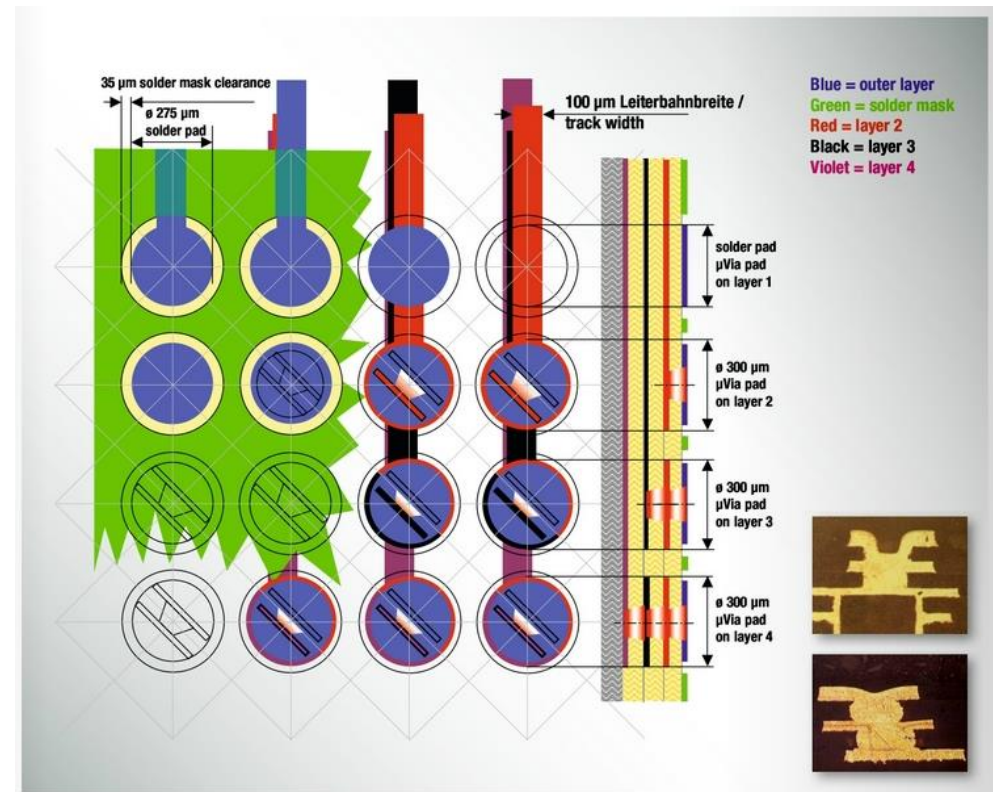 35 µm solder mask clearance
ø 275 µm
solder pad
100 µm Leiterbahnbreite /
track width
Blue = outer layer
Green = solder mask
Red = layer 2
Black = layer 3
Violet = layer 4
solder pad
µVia pad
on layer 1
ø 300 µm
µVia pad
on layer 2
ø 300 µm
µVia pad
on layer 3
ø 300 µm
µVia pad
on layer 4